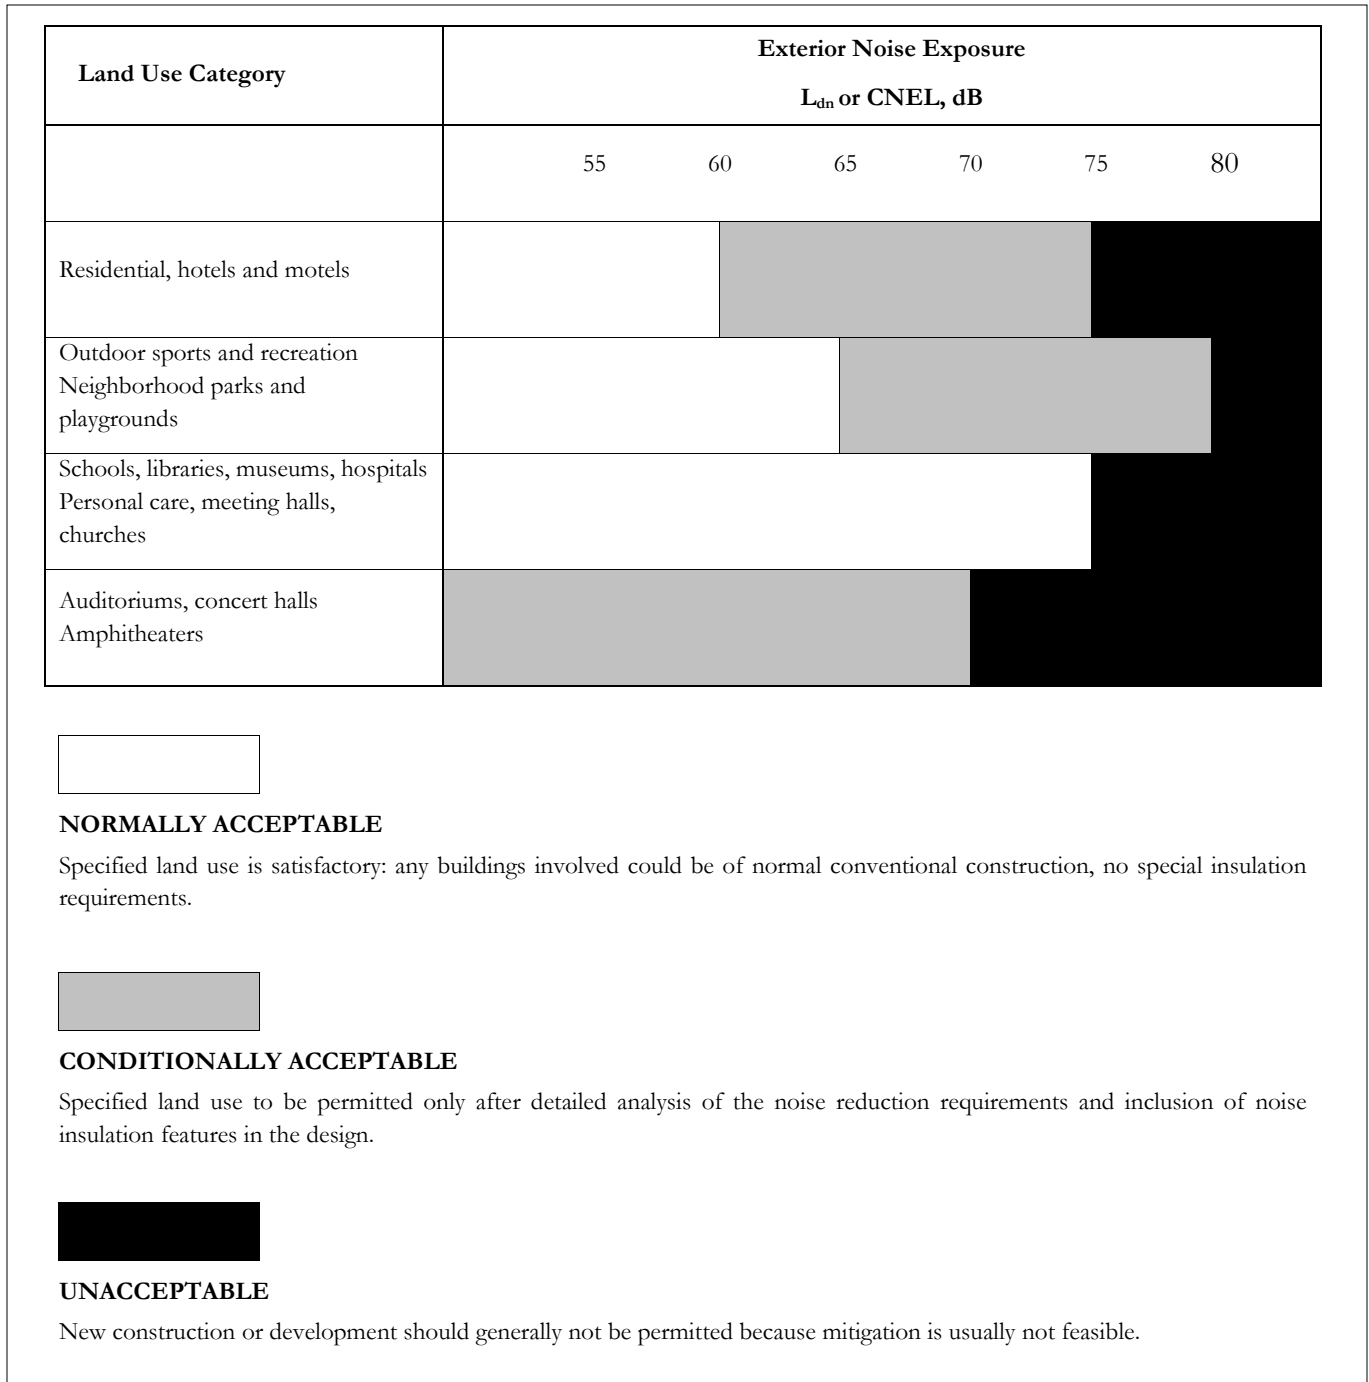 Land Use Category
Exterior Noise Exposure
Ldn or CNEL, dB
55 60 65 70 75 80
Residential, hotels and motels
Outdoor sports and recreation
Neighborhood parks and
playgrounds
Schools, libraries, museums, hospitals
Personal care, meeting halls,
churches
Auditoriums, concert halls
Amphitheaters
NORMALLY ACCEPTABLE
Specified land use is satisfactory: any buildings involved could be of normal conventional construction, no special insulation
requirements.
CONDITIONALLY ACCEPTABLE
Specified land use to be permitted only after detailed analysis of the noise reduction requirements and inclusion of noise
insulation features in the design.
UNACCEPTABLE
New construction or development should generally not be permitted because mitigation is usually not feasible.